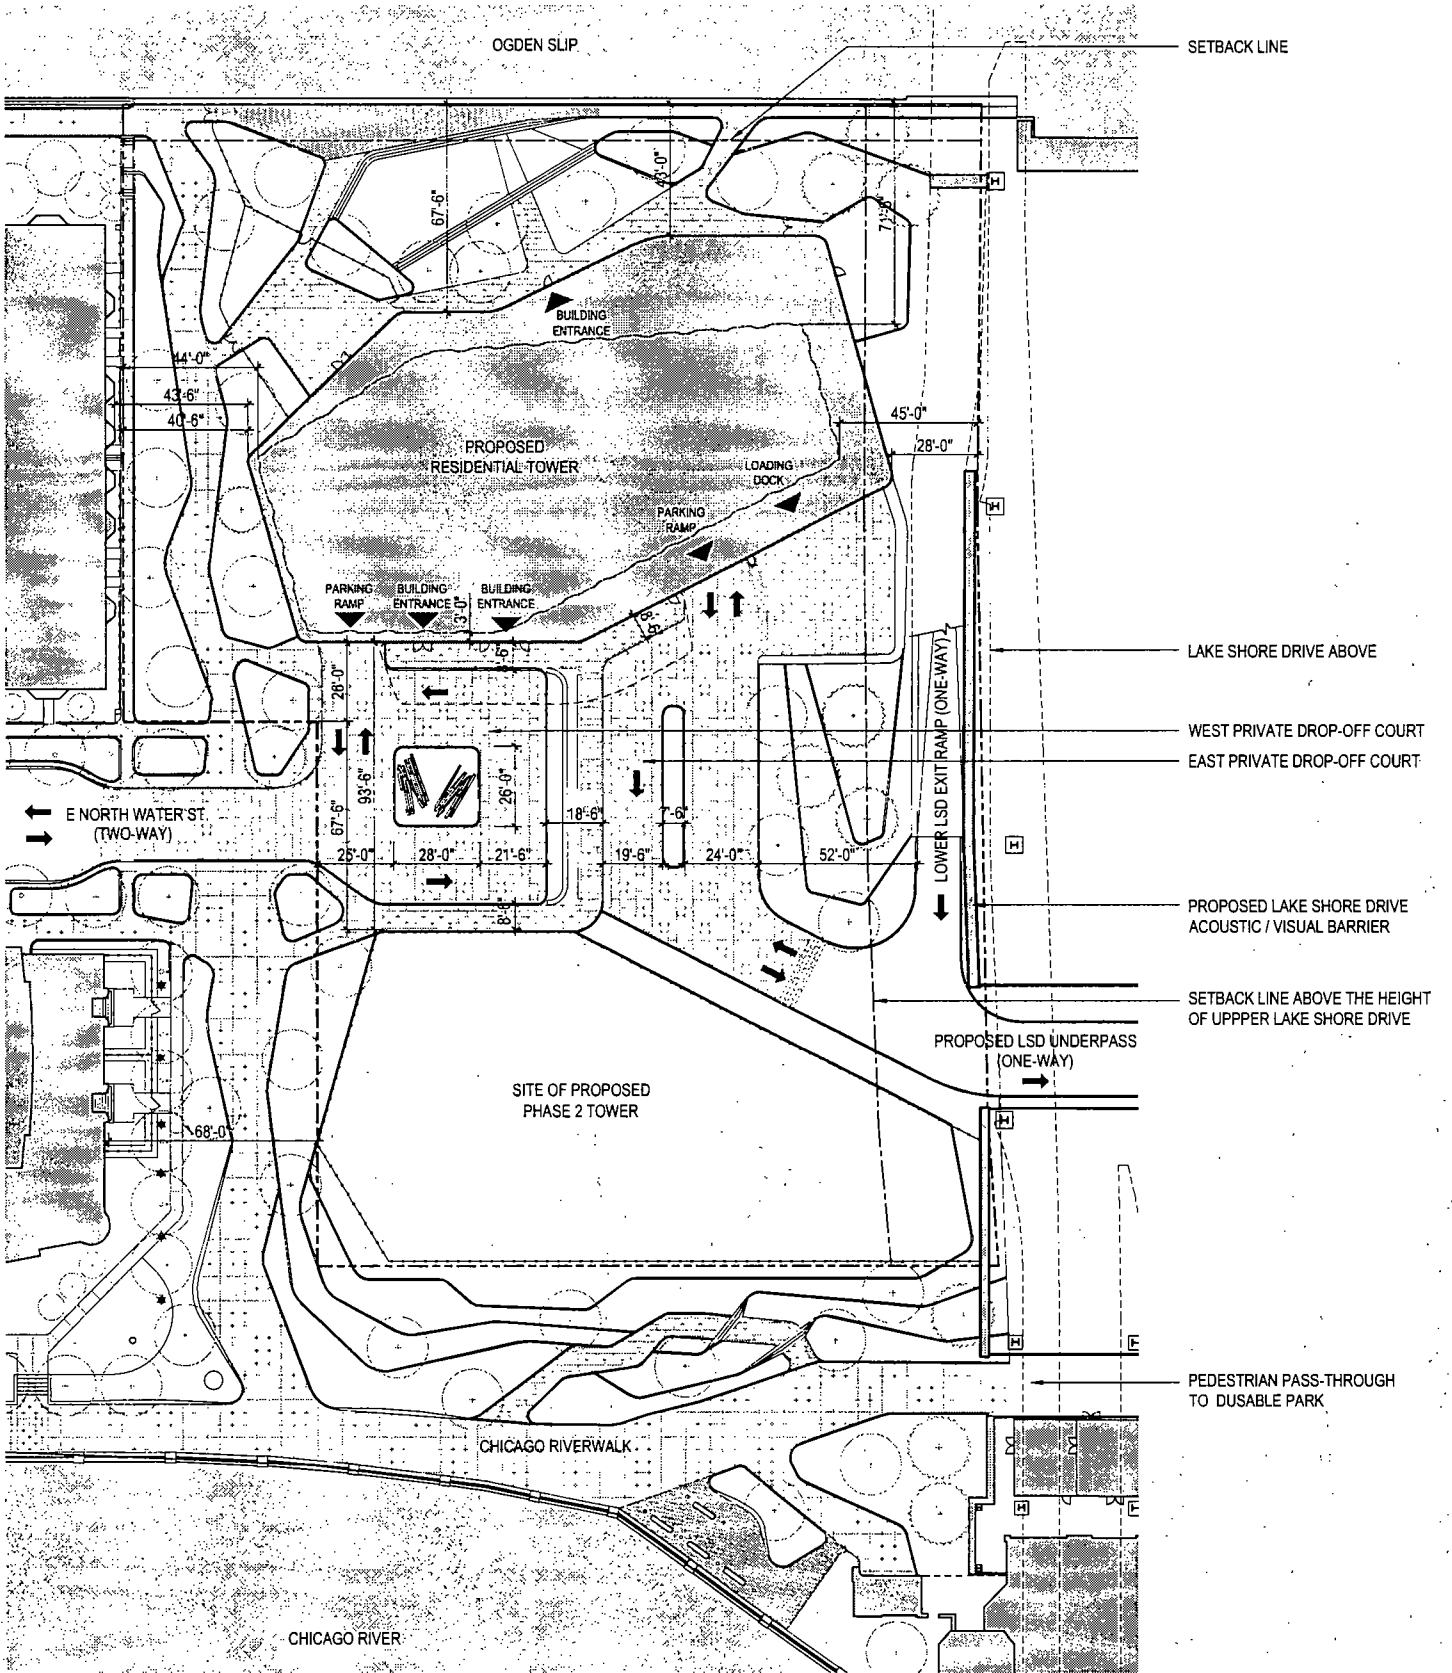 OGDEN SLIP
SETBACK LINE
67'-6"
43'-0"
BUILDING
ENTRANCE
44'-0"
43'-6"
40'-6"
45'-0"
28'-0"
PROPOSED
RESIDENTIAL TOWER
LOADING
DOCK
PARKING
RAMP
PARKING
RAMP
BUILDING
ENTRANCE
BUILDING
ENTRANCE
3'-0"
8'-6"
28'-0"
LAKE SHORE DRIVE ABOVE
WEST PRIVATE DROP-OFF COURT
EAST PRIVATE DROP-OFF COURT
LOWER LSD EXIT RAMP (ONE-WAY)
E NORTH WATER ST.
(TWO-WAY)
67'-6"
93'-6"
26'-0"
18'-6"
7'-6"
25'-0"
28'-0"
21'-6"
19'-6"
24'-0"
52'-0"
8'-6"
PROPOSED LAKE SHORE DRIVE
ACOUSTIC / VISUAL BARRIER
SETBACK LINE ABOVE THE HEIGHT
OF UPPPER LAKE SHORE DRIVE
PROPOSED LSD UNDERPASS
(ONE-WAY)
SITE OF PROPOSED
PHASE 2 TOWER
68'-0"
PEDESTRIAN PASS-THROUGH
TO DUSABLE PARK
CHICAGO RIVERWALK
CHICAGO RIVER